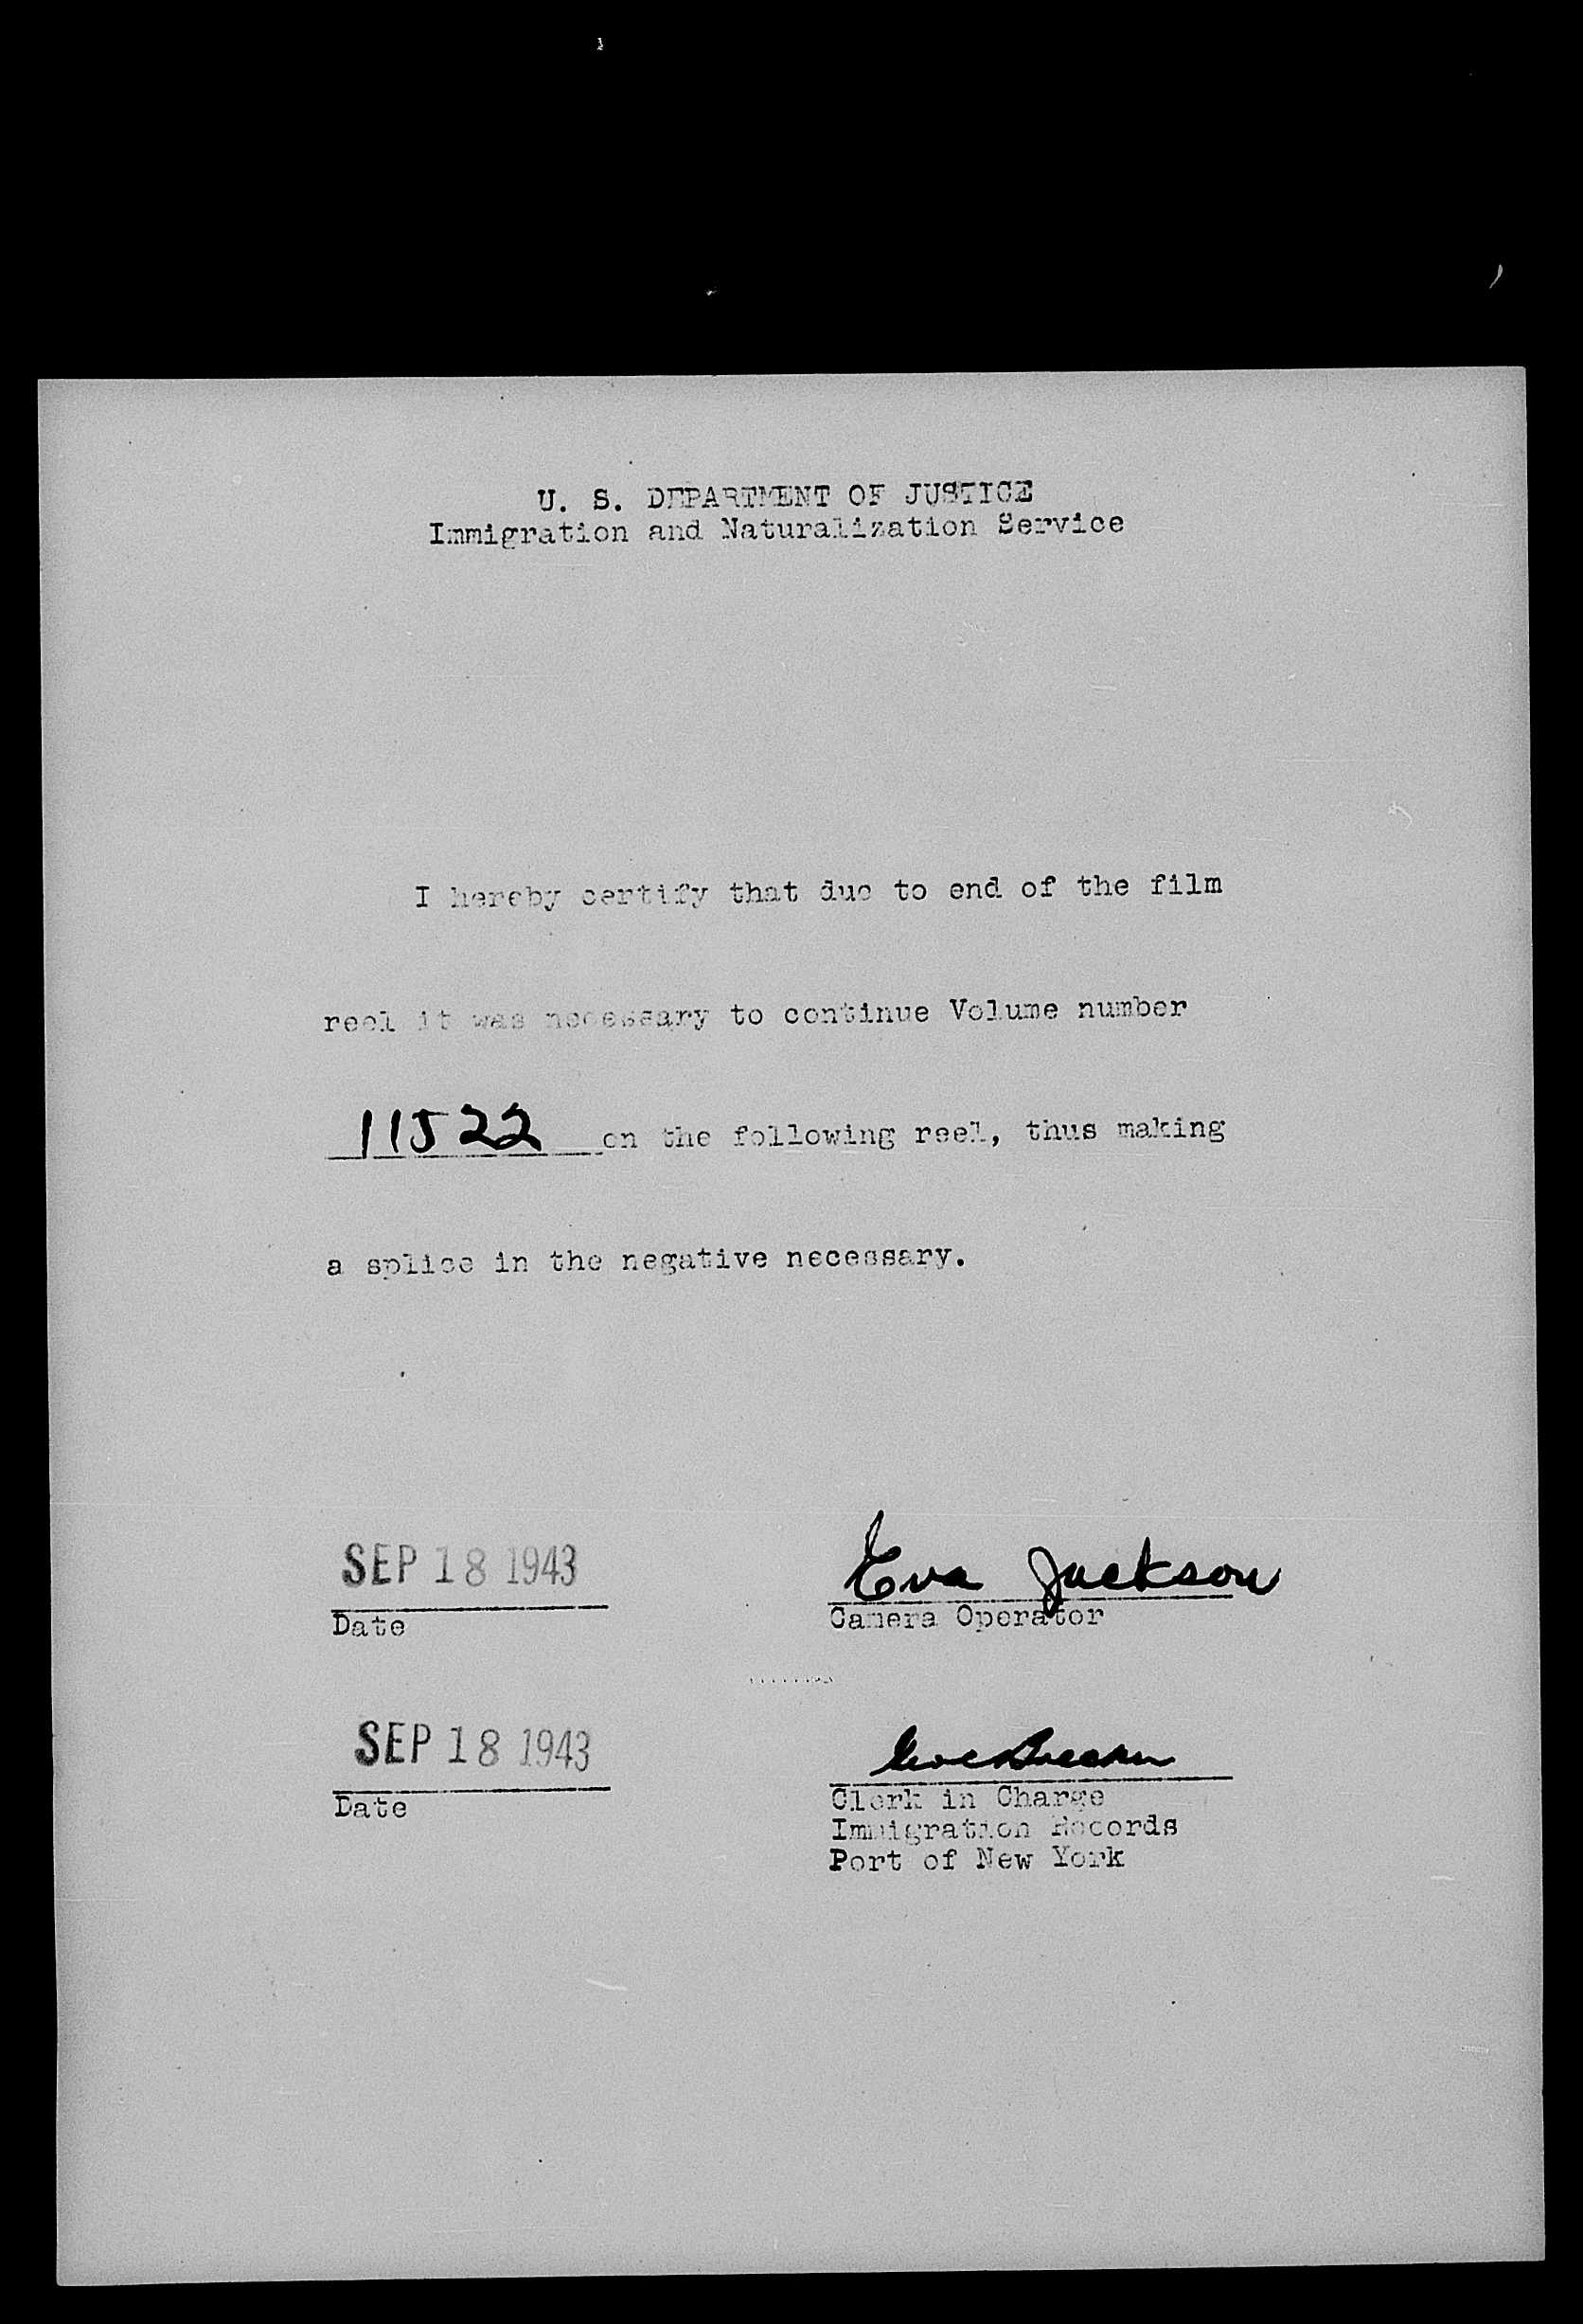 U. S. DEPARTMENT OF JUSTICE
Immigration and Naturalization Service
I hereby certify that due to end of the film
reel it was necessary to continue Volume number
11522 on the following reel, thus making
a splice in the negative necessary.
SEP 18 1943
Eva Jackson
Date
Camera Operator
SEP 18 1943
Date
Clerk in Charge
Immigration Records
Port of New York